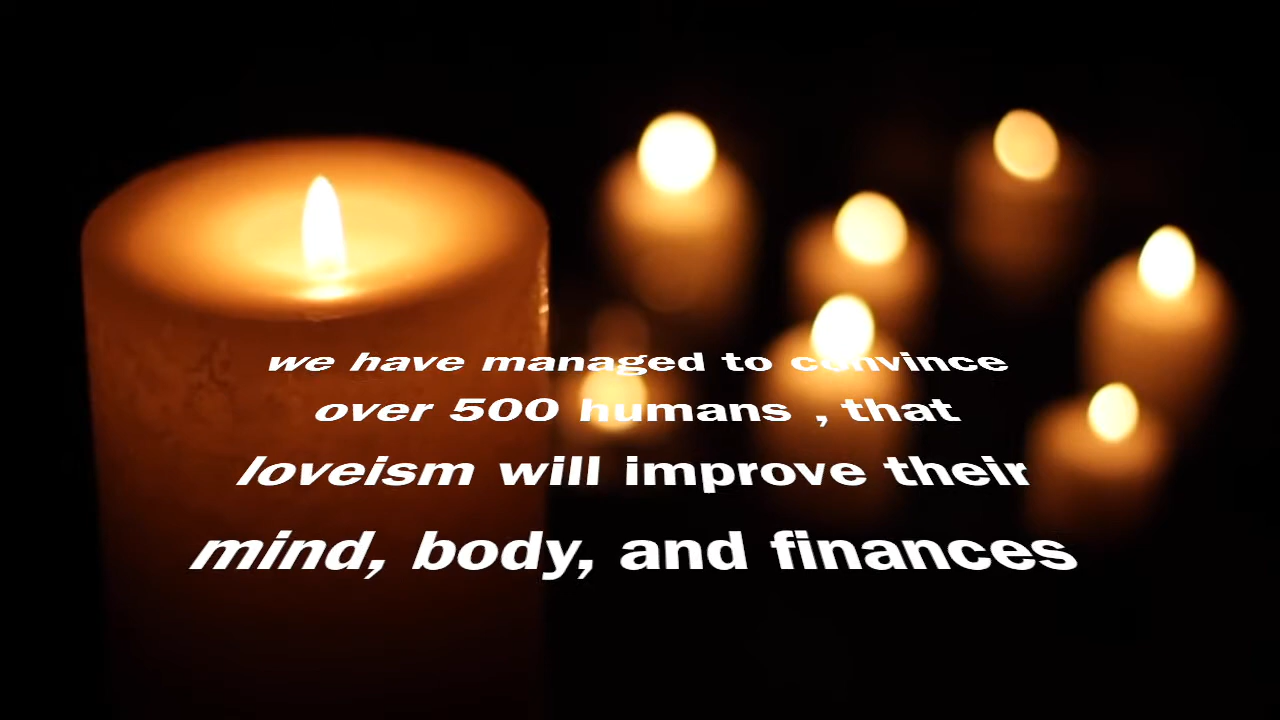 we have managed to convince
over 500 humans , that
loveism will improve their
mind, body, and finances